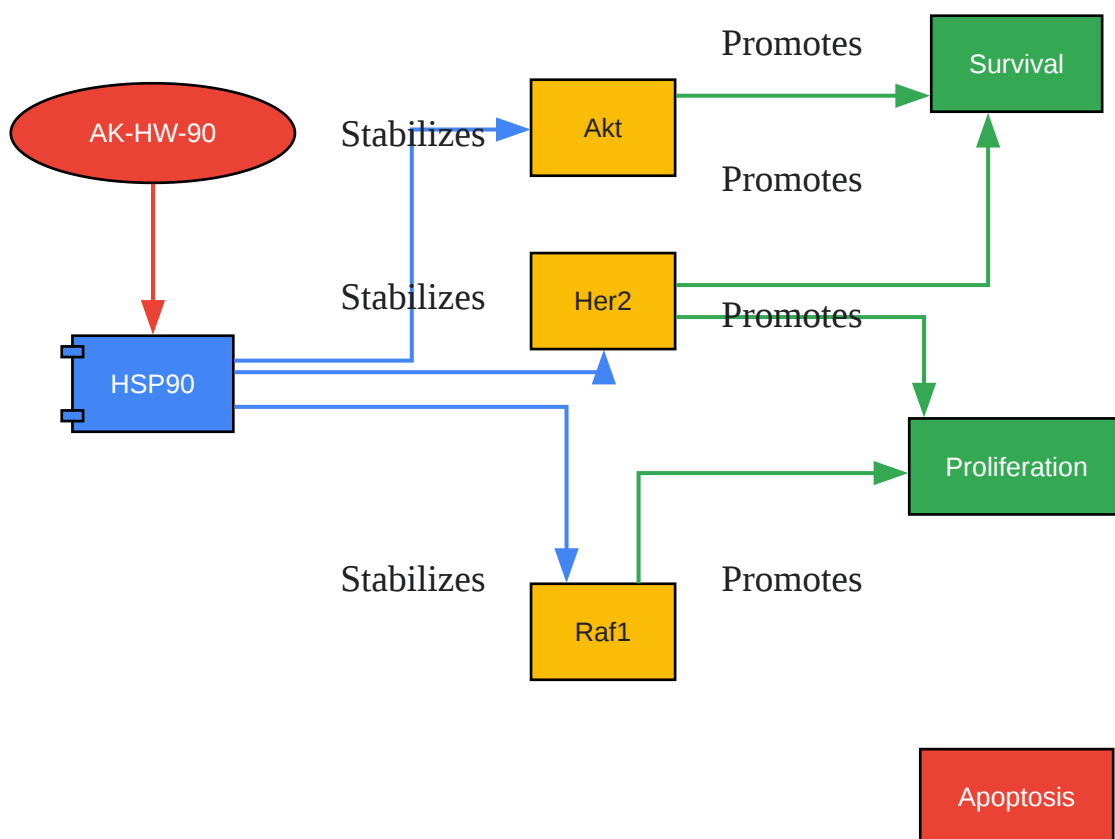 Promotes
Survival
AK-HW-90
Stabilizes
Akt
Promotes
Stabilizes
Her2
Promotes
HSP90
Proliferation
Stabilizes
Promotes
Raf1
Apoptosis